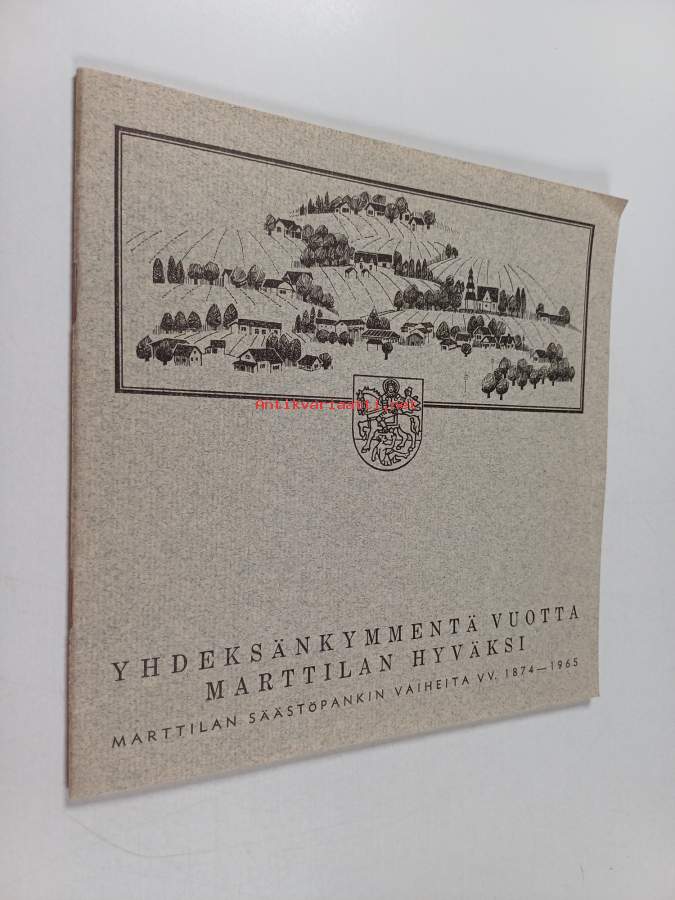 Antikvariaatti.net
YHDEKSÄNKYMMENTÄ VUOTTA
MARTTILAN HYVÄKSI
MARTTILAN SÄÄSTÖPANKIN VAIHEITA VV. 1874—1965